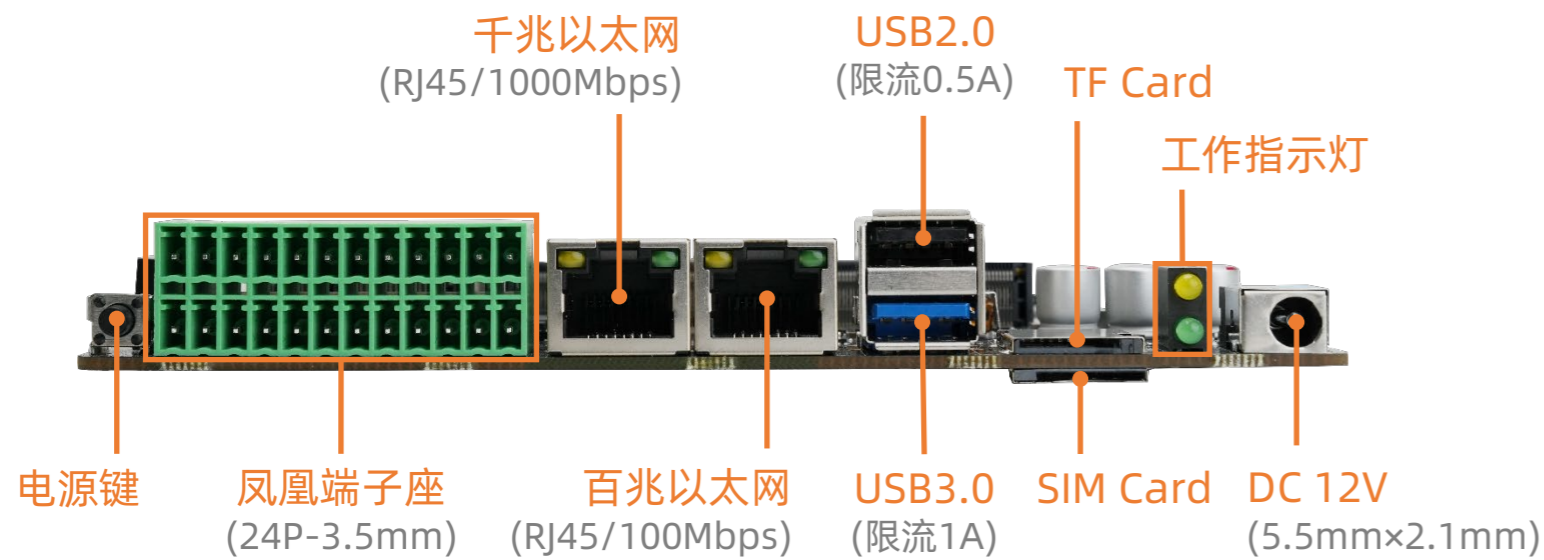 千兆以太网
(RJ45/1000Mbps)
USB2.0
(限流0.5A)
TF Card
工作指示灯
电源键
凤凰端子座
(24P-3.5mm)
百兆以太网
(RJ45/100Mbps)
USB3.0
(限流1A)
SIM Card
DC 12V
(5.5mm×2.1mm)